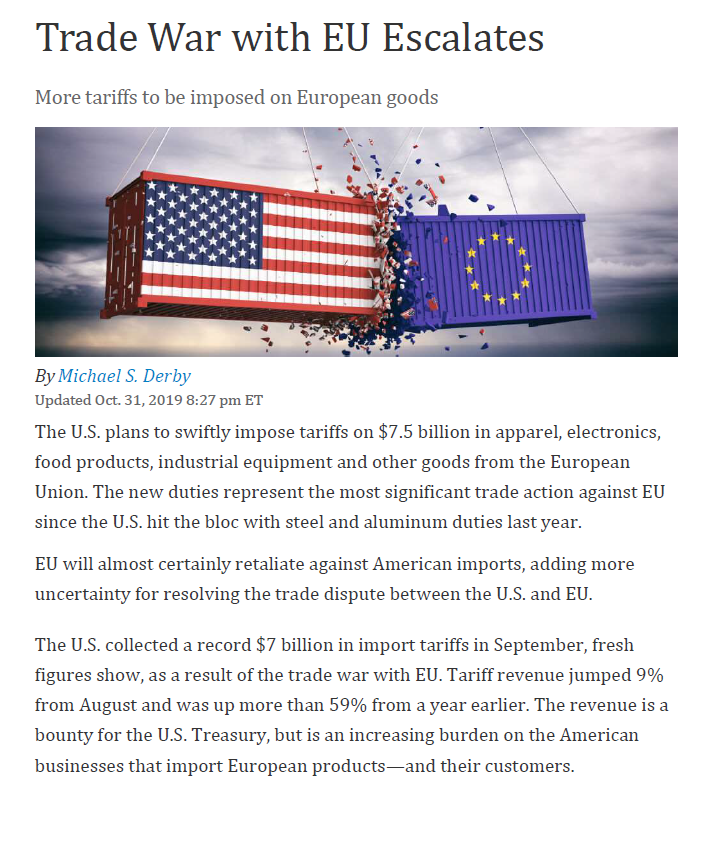 Trade War with EU Escalates
More tariffs to be imposed on European goods
By Michael S. Derby
Updated Oct. 31, 2019 8:27 pm ET
The U.S. plans to swiftly impose tariffs on $7.5 billion in apparel, electronics,
food products, industrial equipment and other goods from the European
Union. The new duties represent the most significant trade action against EU
since the U.S. hit the bloc with steel and aluminum duties last year.
EU will almost certainly retaliate against American imports, adding more
uncertainty for resolving the trade dispute between the U.S. and EU.
The U.S. collected a record $7 billion in import tariffs in September, fresh
figures show, as a result of the trade war with EU. Tariff revenue jumped 9%
from August and was up more than 59% from a year earlier. The revenue is a
bounty for the U.S. Treasury, but is an increasing burden on the American
businesses that import European products—and their customers.